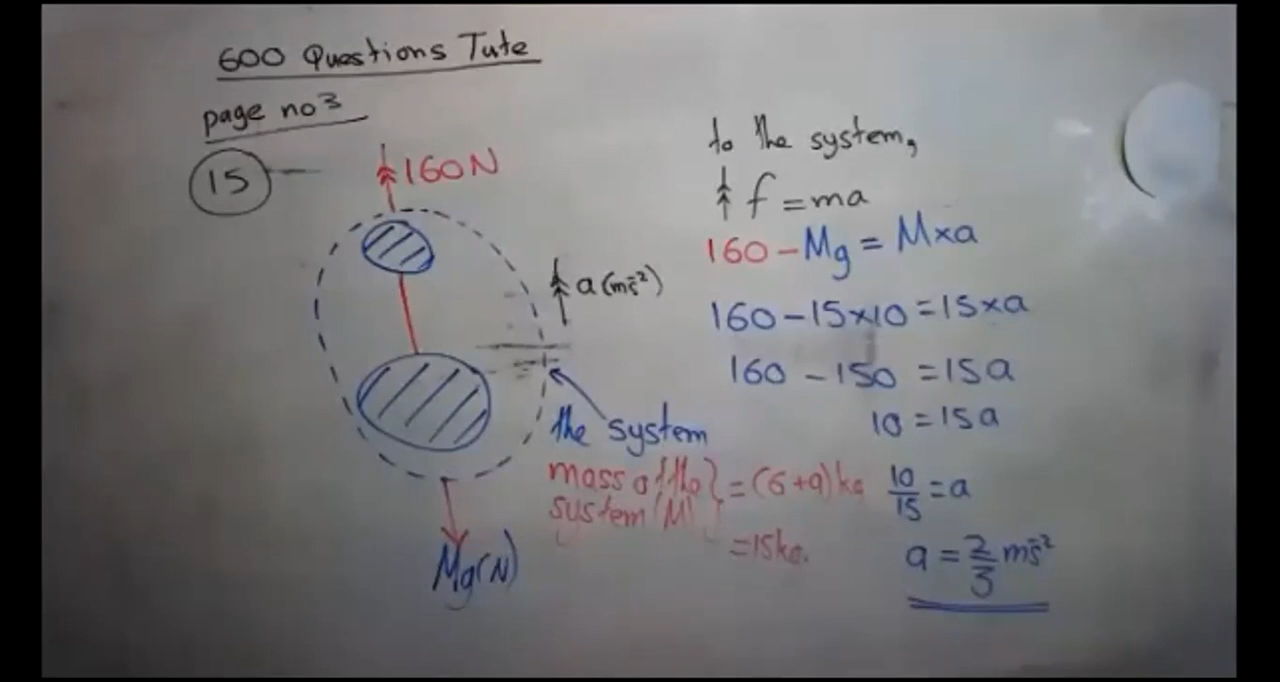 600 Questions Tute
page no 3
15
160N
a(ms⁻²)
the system
mass of the system (M) } = (6+9)kg
= 15kg.
Mg(N)
to the system,
f = ma
160 - Mg = M×a
160 - 15×10 = 15×a
160 - 150 = 15a
10 = 15a
10/15 = a
a = 2/3 ms⁻²